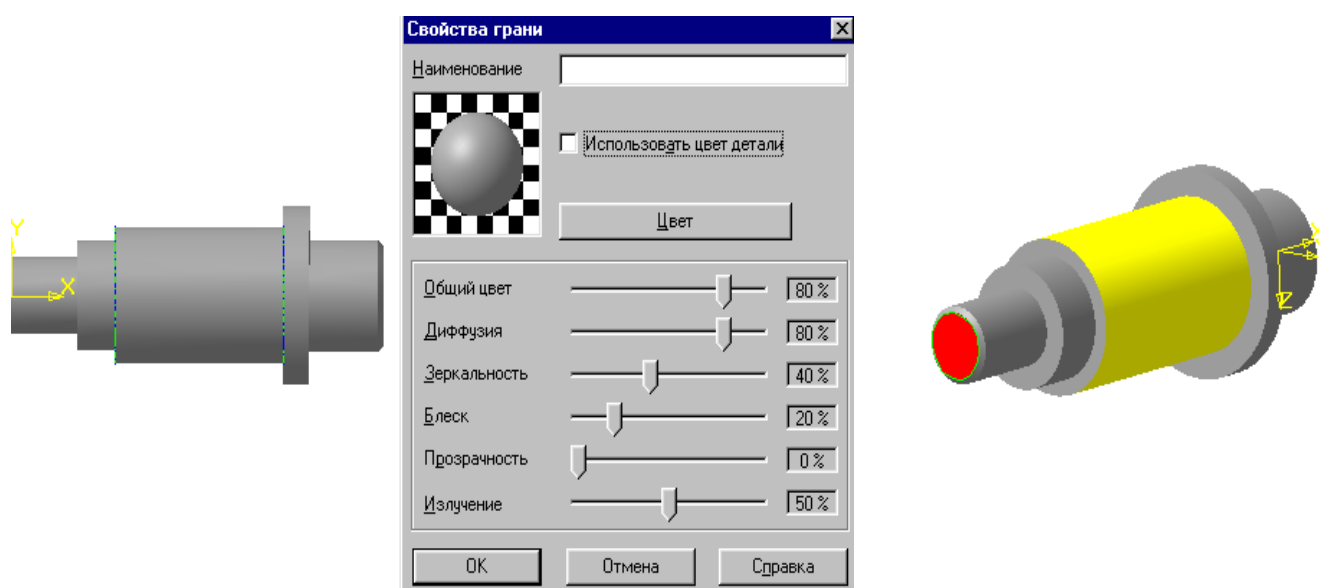 Свойства грани
Наименование
Использовать цвет детали
Цвет
Общий цвет 80 %
Диффузия 80 %
Зеркальность 40 %
Блеск 20 %
Прозрачность 0 %
Излучение 50 %
OK Отмена Справка
Y
X
Z